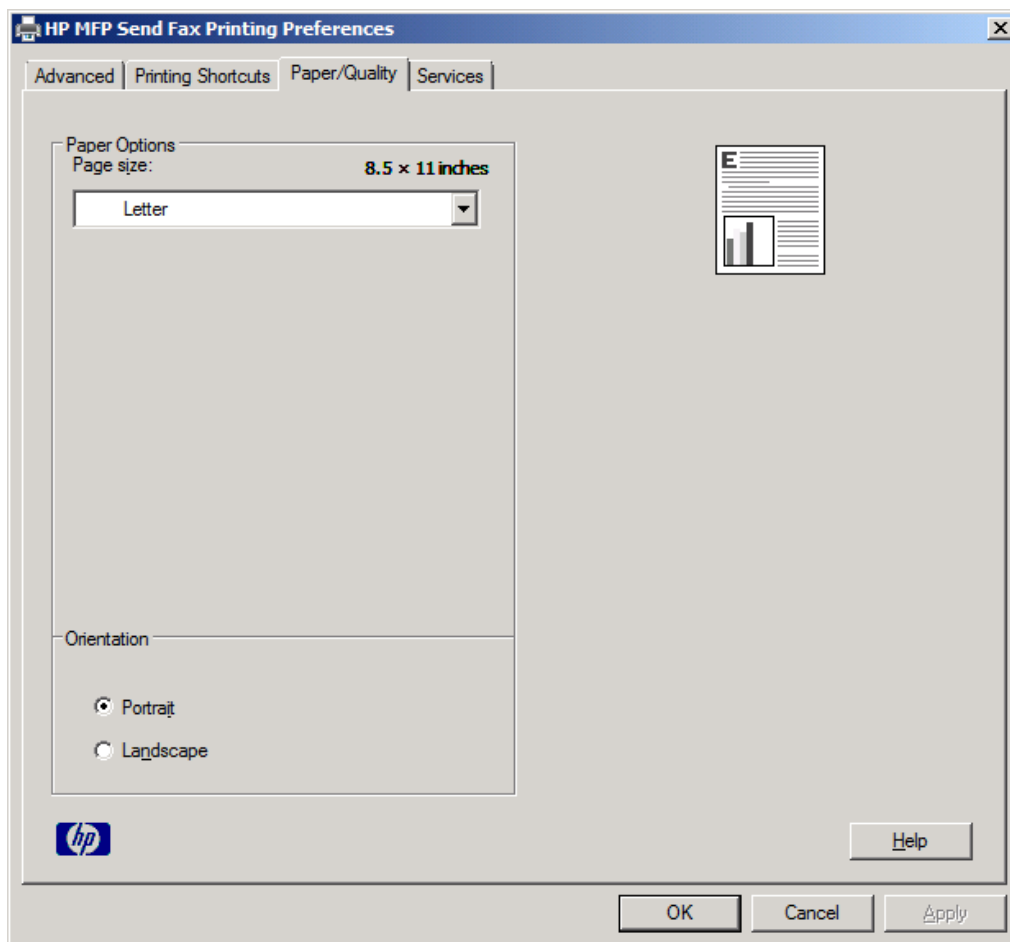 HP MFP Send Fax Printing Preferences
Advanced Printing Shortcuts Paper/Quality Services
Paper Options
Page size: 8.5 × 11 inches
Letter
E
Orientation
Portrait
Landscape
hp
Help
OK Cancel Apply